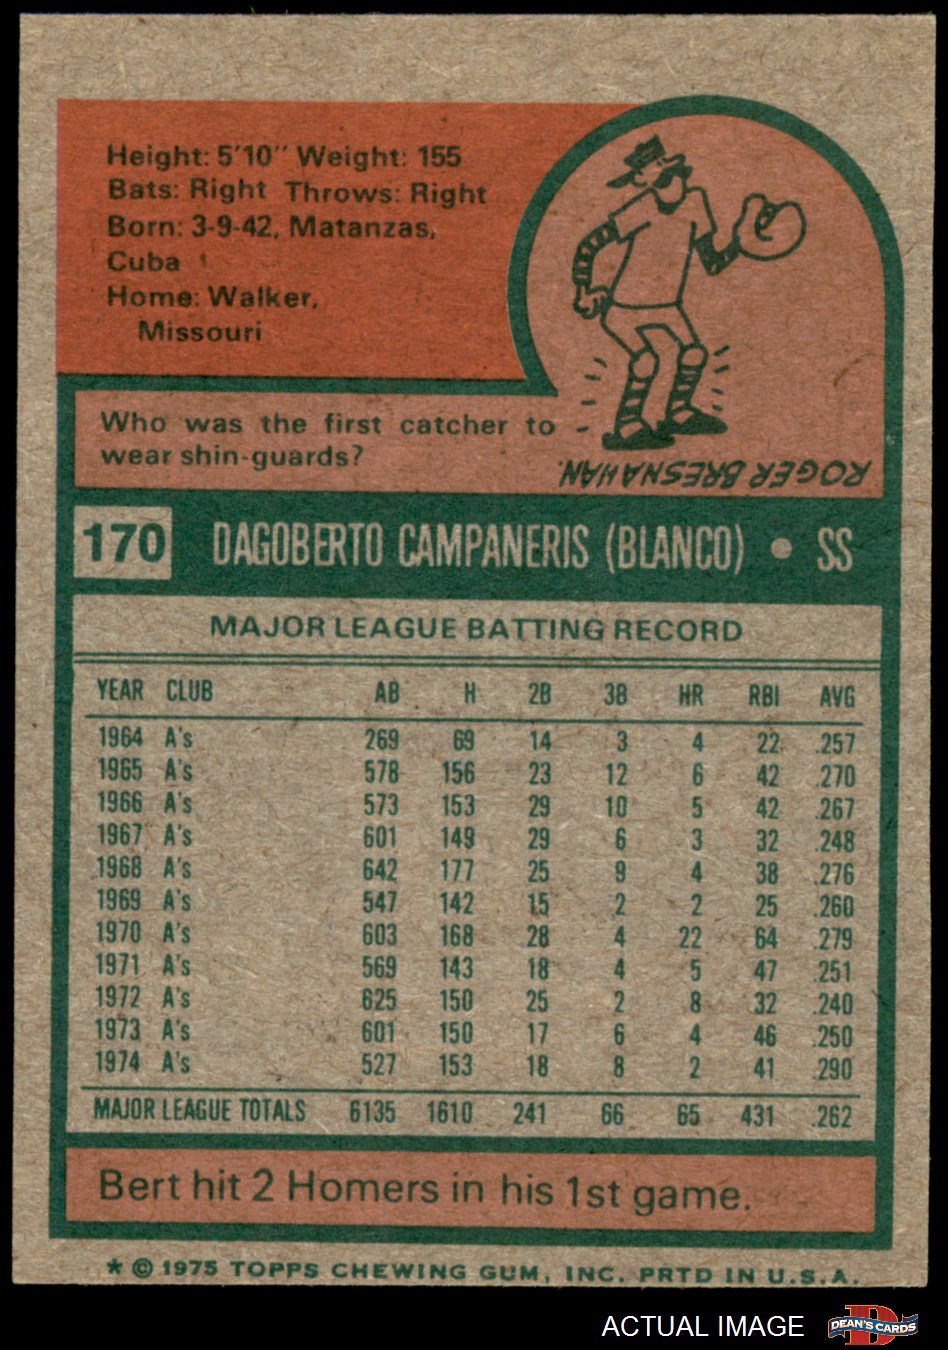 Height: 5'10" Weight: 155
Bats: Right Throws: Right
Born: 3-9-42, Matanzas,
Cuba
Home: Walker,
Missouri
Who was the first catcher to
wear shin-guards?
ROGER BRESNAHAN.
170 DAGOBERTO CAMPANERIS (BLANCO) • SS
MAJOR LEAGUE BATTING RECORD
YEAR CLUB AB H 2B 3B HR RBI AVG
1964 A's 269 69 14 3 4 22 .257
1965 A's 578 156 23 12 6 42 .270
1966 A's 573 153 29 10 5 42 .267
1967 A's 601 149 29 6 3 32 .248
1968 A's 642 177 25 9 4 38 .276
1969 A's 547 142 15 2 2 25 .260
1970 A's 603 168 28 4 22 64 .279
1971 A's 569 143 18 4 5 47 .251
1972 A's 625 150 25 2 8 32 .240
1973 A's 601 150 17 6 4 46 .250
1974 A's 527 153 18 8 2 41 .290
MAJOR LEAGUE TOTALS 6135 1610 241 66 65 431 .262
Bert hit 2 Homers in his 1st game.
* © 1975 TOPPS CHEWING GUM, INC. PRTD IN U.S.A.
ACTUAL IMAGE
D
DEAN'S CARDS